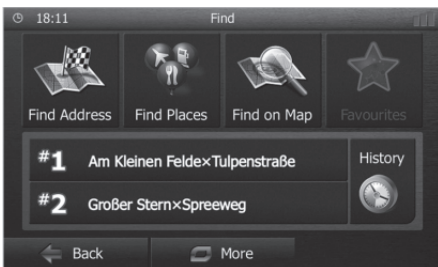 18:11 Find
Find Address Find Places Find on Map Favourites
#1 Am Kleinen Felde×Tulpenstraße History
#2 Großer Stern×Spreeweg
Back More